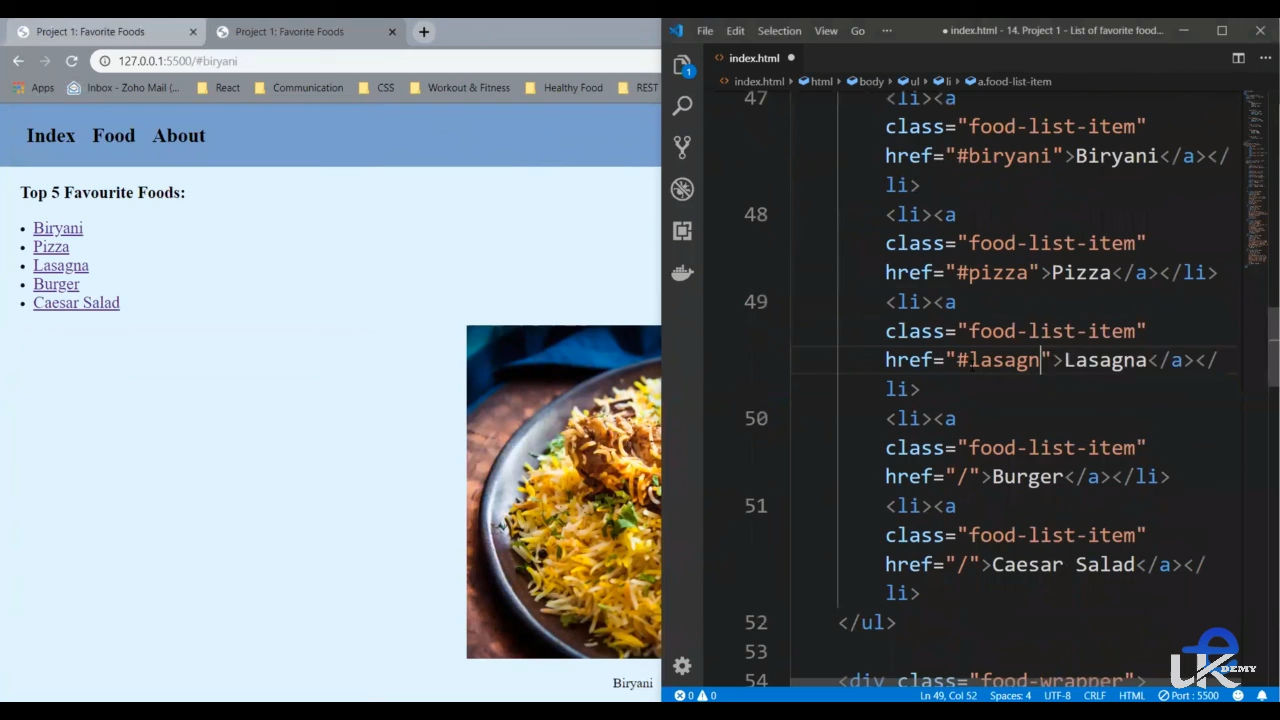 Project 1: Favorite Foods
Project 1: Favorite Foods
127.0.0.1:5500/#biryani
Apps Inbox - Zoho Mail (... React Communication CSS Workout & Fitness Healthy Food REST
Index Food About
Top 5 Favourite Foods:
Biryani
Pizza
Lasagna
Burger
Caesar Salad
Biryani
File Edit Selection View Go ··· ● index.html - 14. Project 1 - List of favorite food...
<> index.html ●
<> index.html > html > body > ul > li > a.food-list-item
1
47 <li><a
class="food-list-item"
href="#biryani">Biryani</a></
li>
48 <li><a
class="food-list-item"
href="#pizza">Pizza</a></li>
49 <li><a
class="food-list-item"
href="#lasagn">Lasagna</a></
li>
50 <li><a
class="food-list-item"
href="/">Burger</a></li>
51 <li><a
class="food-list-item"
href="/">Caesar Salad</a></
li>
52 </ul>
53
54 <div class="food-wrapper">
UKDEMY
0 0 Ln 49, Col 52 Spaces: 4 UTF-8 CRLF HTML Port : 5500